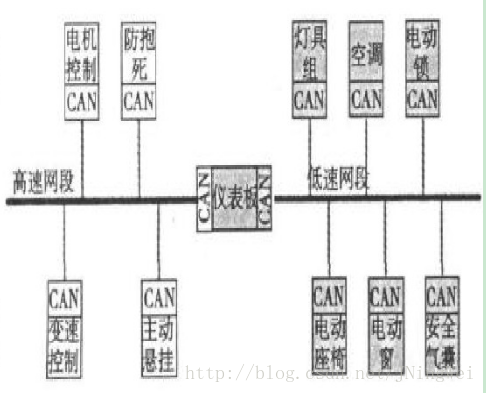 电机
控制
CAN
防抱
死
CAN
灯具
组
CAN
空调
CAN
电动
锁
CAN
高速网段
CAN
仪表板
CAN
低速网段
CAN
变速
控制
CAN
主动
悬挂
CAN
电动
座椅
CAN
电动
窗
CAN
安全
气囊
http://blog.csdn.net/jNingwei